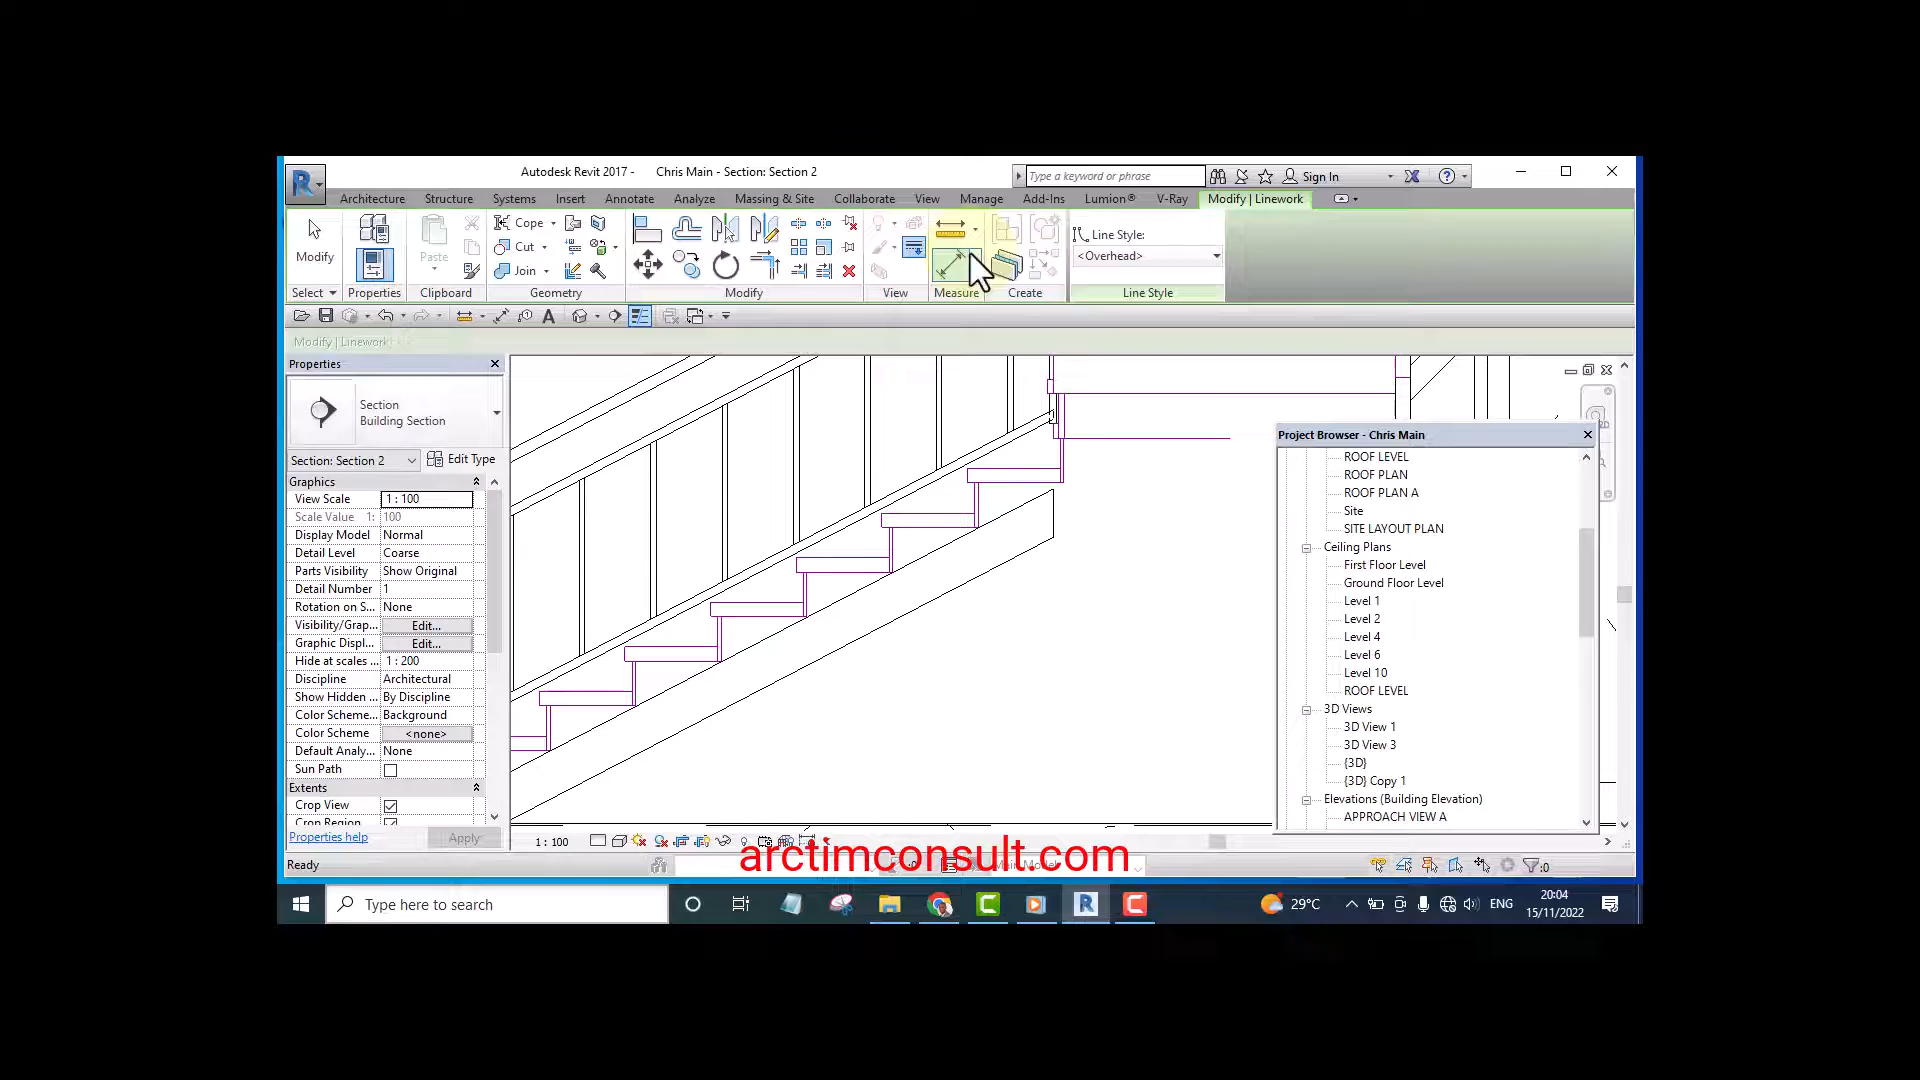 Autodesk Revit 2017 - Chris Main - Section: Section 2
Type a keyword or phrase
Sign In
Architecture Structure Systems Insert Annotate Analyze Massing & Site Collaborate View Manage Add-Ins Lumion® V-Ray Modify | Linework
Modify
Paste
Cope
Cut
Join
Line Style:
<Overhead>
Select Properties Clipboard Geometry Modify View Measure Create Line Style
Modify | Linework
Properties
Section
Building Section
Section: Section 2
Edit Type
Graphics
View Scale 1 : 100
Scale Value 1: 100
Display Model Normal
Detail Level Coarse
Parts Visibility Show Original
Detail Number 1
Rotation on S... None
Visibility/Grap... Edit...
Graphic Displ... Edit...
Hide at scales ... 1 : 200
Discipline Architectural
Show Hidden ... By Discipline
Color Scheme... Background
Color Scheme <none>
Default Analy... None
Sun Path
Extents
Crop View
Crop Region
Properties help
Apply
Project Browser - Chris Main
ROOF LEVEL
ROOF PLAN
ROOF PLAN A
Site
SITE LAYOUT PLAN
Ceiling Plans
First Floor Level
Ground Floor Level
Level 1
Level 2
Level 4
Level 6
Level 10
ROOF LEVEL
3D Views
3D View 1
3D View 3
{3D}
{3D} Copy 1
Elevations (Building Elevation)
APPROACH VIEW A
1 : 100
arctimconsult.com
Ready
:0
Main Model
:0
Type here to search
29°C
ENG
20:04
15/11/2022